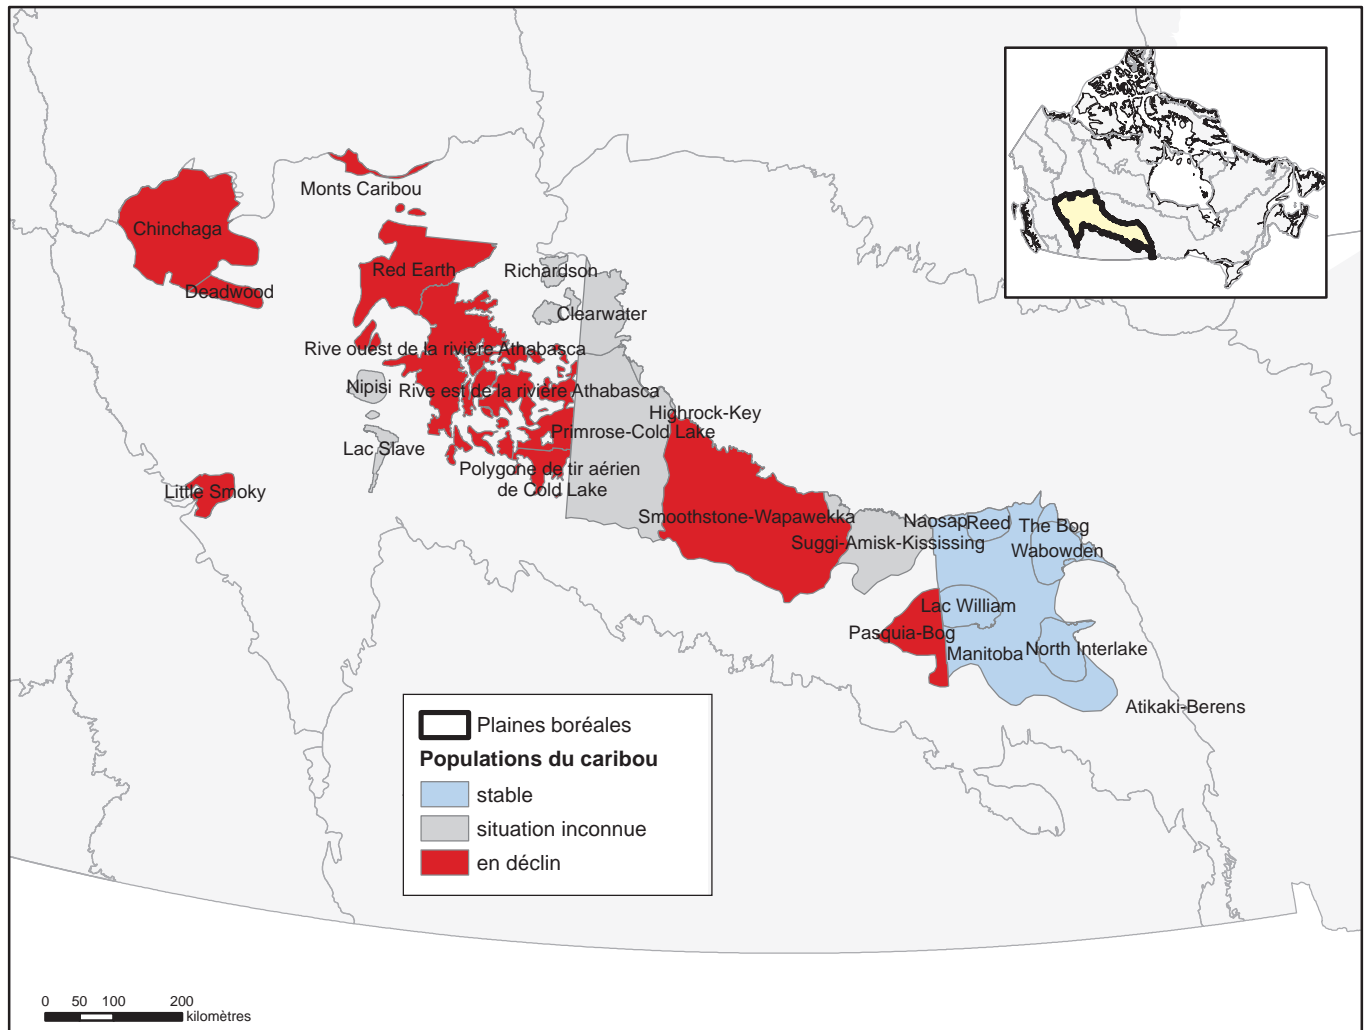 Monts Caribou
Chinchaga
Red Earth
Richardson
Deadwood
Clearwater
Rive ouest de la rivière Athabasca
Nipisi
Rive est de la rivière Athabasca
Highrock-Key
Primrose-Cold Lake
Lac Slave
Polygone de tir aérien
de Cold Lake
Little Smoky
Smoothstone-Wapawekka
Naosap
Reed
The Bog
Suggi-Amisk-Kississing
Wabowden
Lac William
Pasquia-Bog
Manitoba
North Interlake
Atikaki-Berens
Plaines boréales
Populations du caribou
stable
situation inconnue
en déclin
0 50 100 200
kilomètres